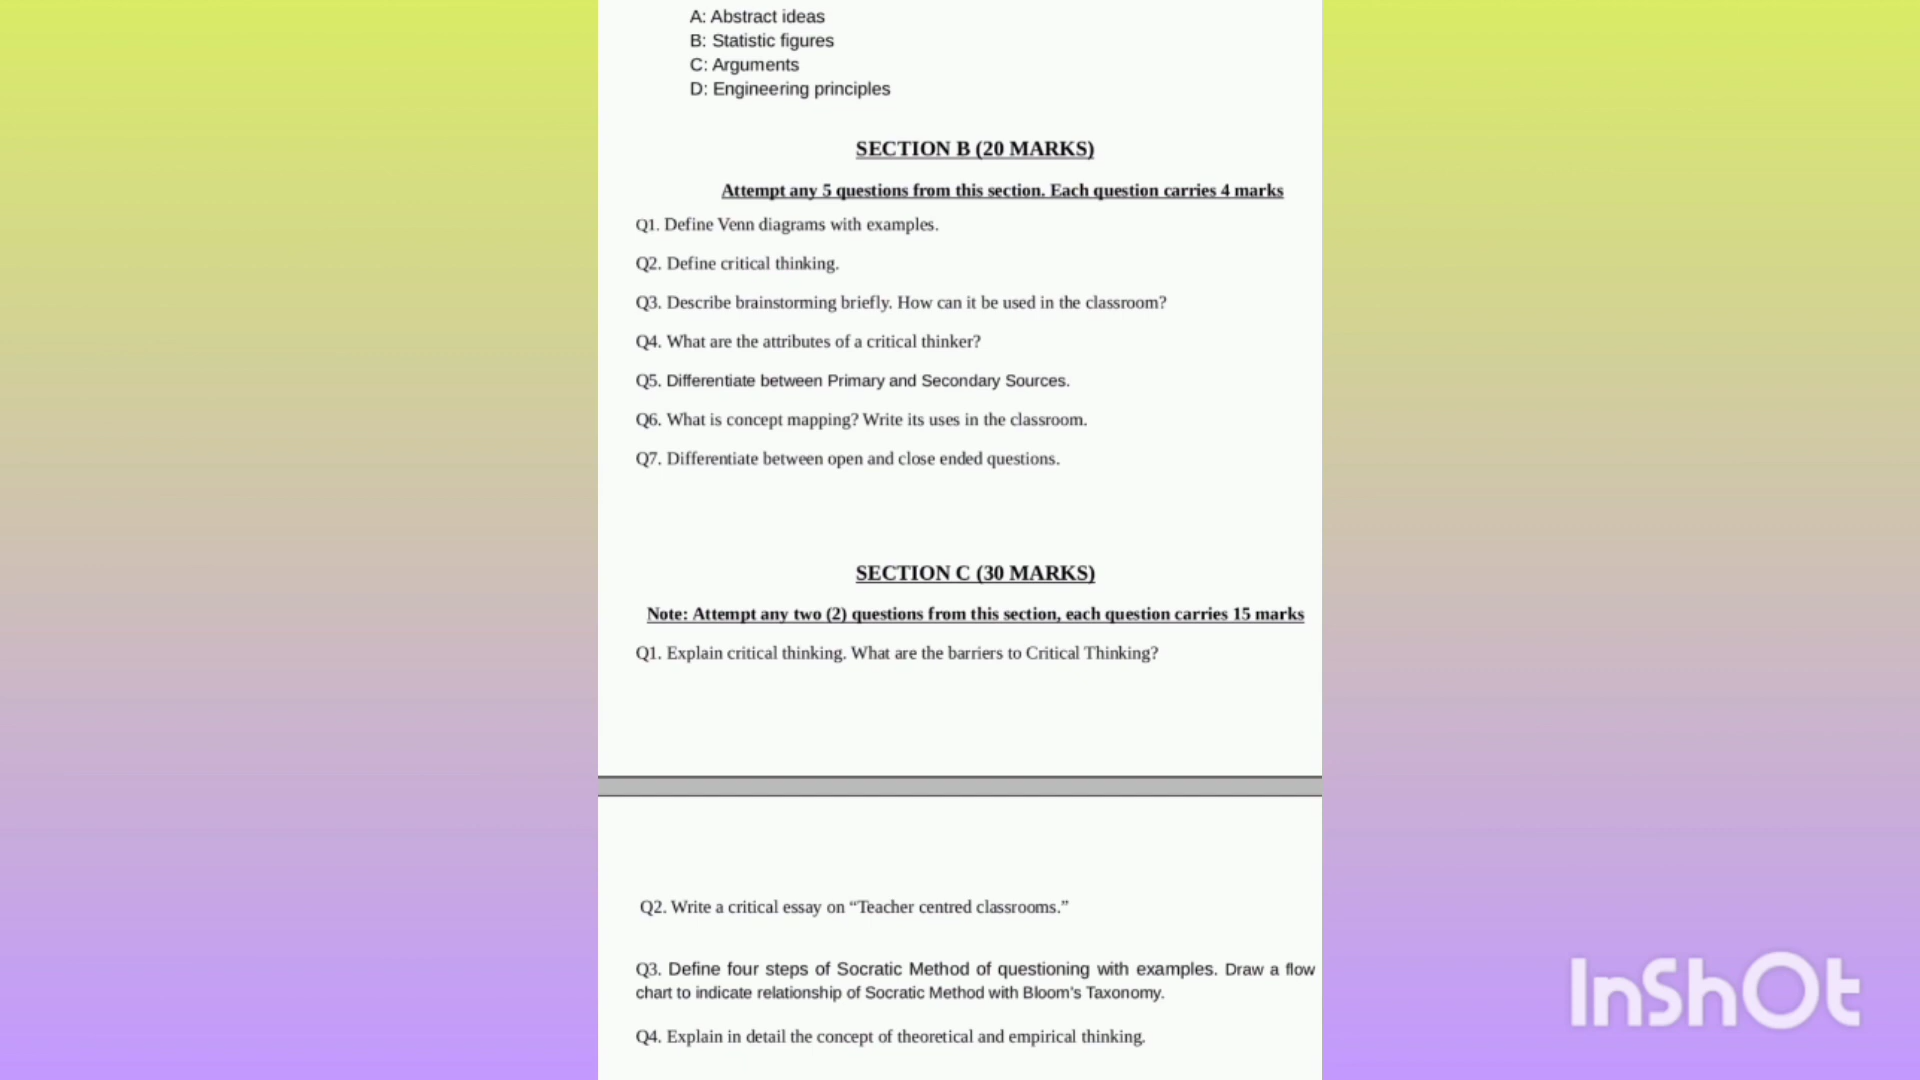 A: Abstract ideas
B: Statistic figures
C: Arguments
D: Engineering principles
SECTION B (20 MARKS)
Attempt any 5 questions from this section. Each question carries 4 marks
Q1. Define Venn diagrams with examples.
Q2. Define critical thinking.
Q3. Describe brainstorming briefly. How can it be used in the classroom?
Q4. What are the attributes of a critical thinker?
Q5. Differentiate between Primary and Secondary Sources.
Q6. What is concept mapping? Write its uses in the classroom.
Q7. Differentiate between open and close ended questions.
SECTION C (30 MARKS)
Note: Attempt any two (2) questions from this section, each question carries 15 marks
Q1. Explain critical thinking. What are the barriers to Critical Thinking?
Q2. Write a critical essay on “Teacher centred classrooms.”
Q3. Define four steps of Socratic Method of questioning with examples. Draw a flow
chart to indicate relationship of Socratic Method with Bloom's Taxonomy.
Q4. Explain in detail the concept of theoretical and empirical thinking.
InShOt